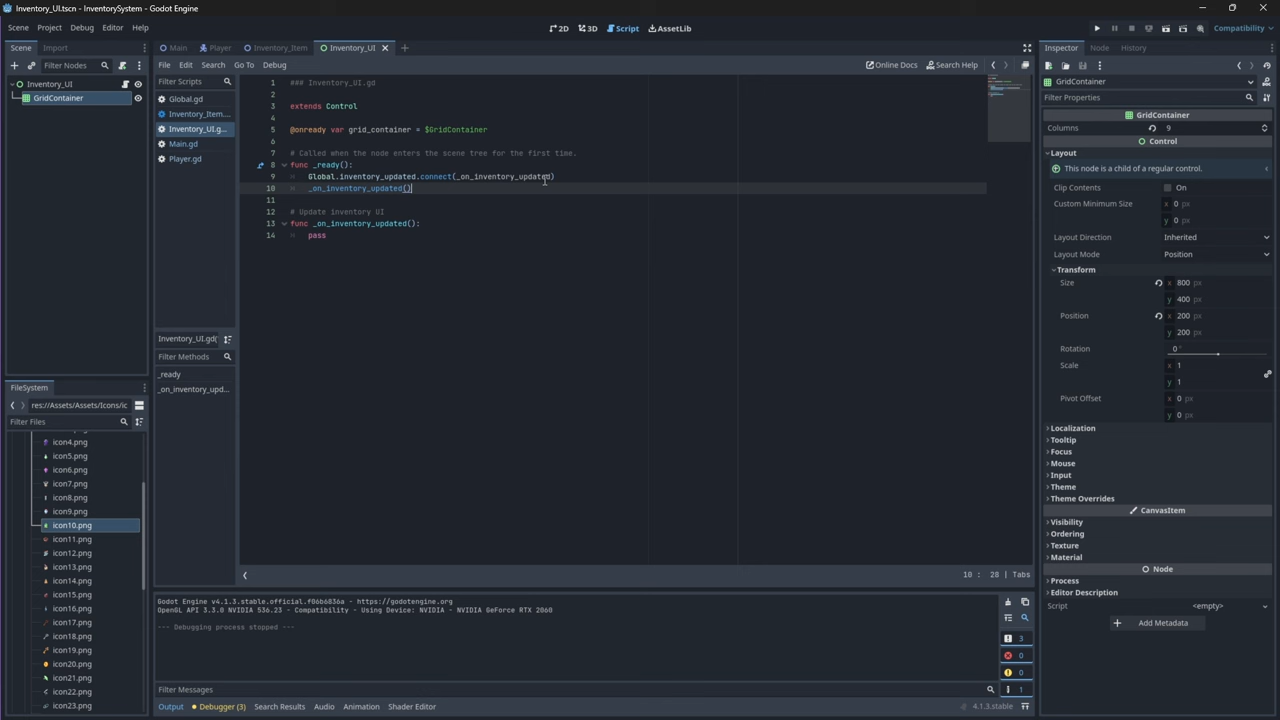 Inventory_UI.tscn - InventorySystem - Godot Engine
Scene Project Debug Editor Help
2D 3D Script AssetLib
Compatibility
Scene Import
Main Player Inventory_Item Inventory_UI
Inspector Node History
Filter Nodes
File Edit Search Go To Debug
Online Docs Search Help
Inventory_UI
GridContainer
Filter Scripts
Global.gd
Inventory_Item....
Inventory_UI.g...
Main.gd
Player.gd
Inventory_UI.gd(
Filter Methods
_ready
_on_inventory_upd...
1 ### Inventory_UI.gd
2
3 extends Control
4
5 @onready var grid_container = $GridContainer
6
7 # Called when the node enters the scene tree for the first time.
8 func _ready():
9 Global.inventory_updated.connect(_on_inventory_updated)
10 _on_inventory_updated()
11
12 # Update inventory UI
13 func _on_inventory_updated():
14 pass
10 : 28 | Tabs
FileSystem
res://Assets/Assets/Icons/ic
Filter Files
icon4.png
icon5.png
icon6.png
icon7.png
icon8.png
icon9.png
icon10.png
icon11.png
icon12.png
icon13.png
icon14.png
icon15.png
icon16.png
icon17.png
icon18.png
icon19.png
icon20.png
icon21.png
icon22.png
icon23.png
Godot Engine v4.1.3.stable.official.f06b6836a - https://godotengine.org
OpenGL API 3.3.0 NVIDIA 536.23 - Compatibility - Using Device: NVIDIA - NVIDIA GeForce RTX 2060
--- Debugging process stopped ---
3
0
0
1
Filter Messages
Output Debugger (3) Search Results Audio Animation Shader Editor
4.1.3.stable
GridContainer
Filter Properties
GridContainer
Columns 9
Control
Layout
This node is a child of a regular control.
Clip Contents On
Custom Minimum Size x 0 px
y 0 px
Layout Direction Inherited
Layout Mode Position
Transform
Size x 800 px
y 400 px
Position x 200 px
y 200 px
Rotation 0 °
Scale x 1
y 1
Pivot Offset x 0 px
y 0 px
Localization
Tooltip
Focus
Mouse
Input
Theme
Theme Overrides
CanvasItem
Visibility
Ordering
Texture
Material
Node
Process
Editor Description
Script <empty>
Add Metadata